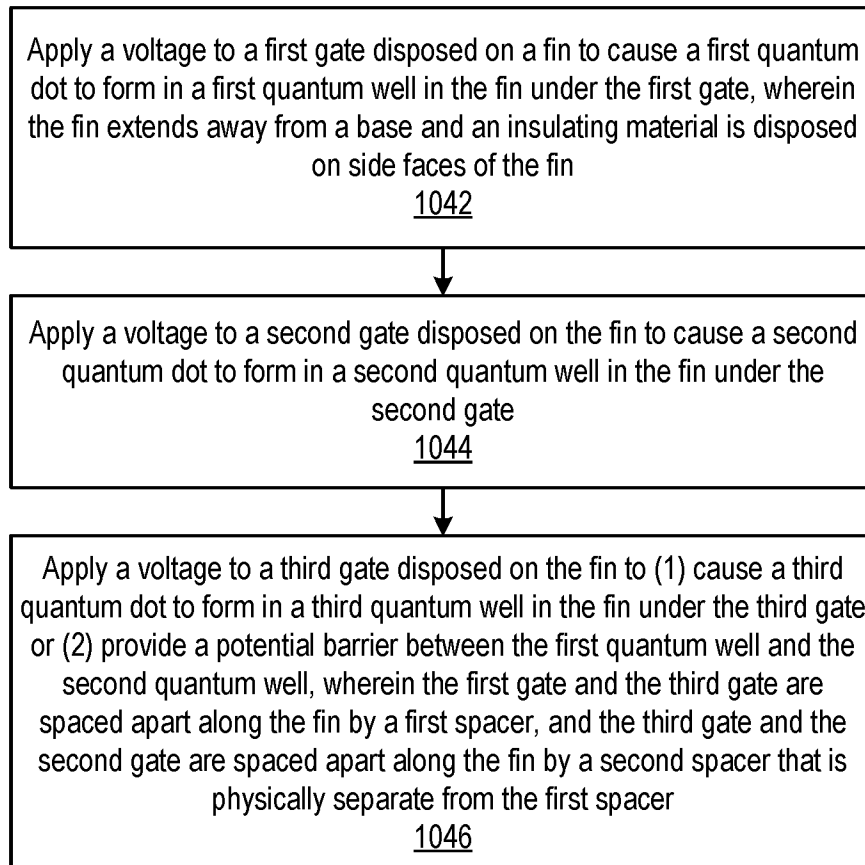 Apply a voltage to a first gate disposed on a fin to cause a first quantum
dot to form in a first quantum well in the fin under the first gate, wherein
the fin extends away from a base and an insulating material is disposed
on side faces of the fin
1042
Apply a voltage to a second gate disposed on the fin to cause a second
quantum dot to form in a second quantum well in the fin under the
second gate
1044
Apply a voltage to a third gate disposed on the fin to (1) cause a third
quantum dot to form in a third quantum well in the fin under the third gate
or (2) provide a potential barrier between the first quantum well and the
second quantum well, wherein the first gate and the third gate are
spaced apart along the fin by a first spacer, and the third gate and the
second gate are spaced apart along the fin by a second spacer that is
physically separate from the first spacer
1046